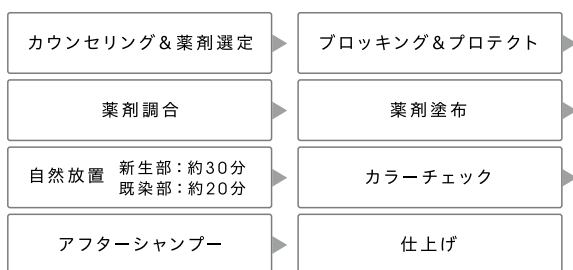 カウンセリング＆薬剤選定
ブロッキング＆プロテクト
薬剤調合
薬剤塗布
自然放置
新生部：約30分
既染部：約20分
カラーチェック
アフターシャンプー
仕上げ